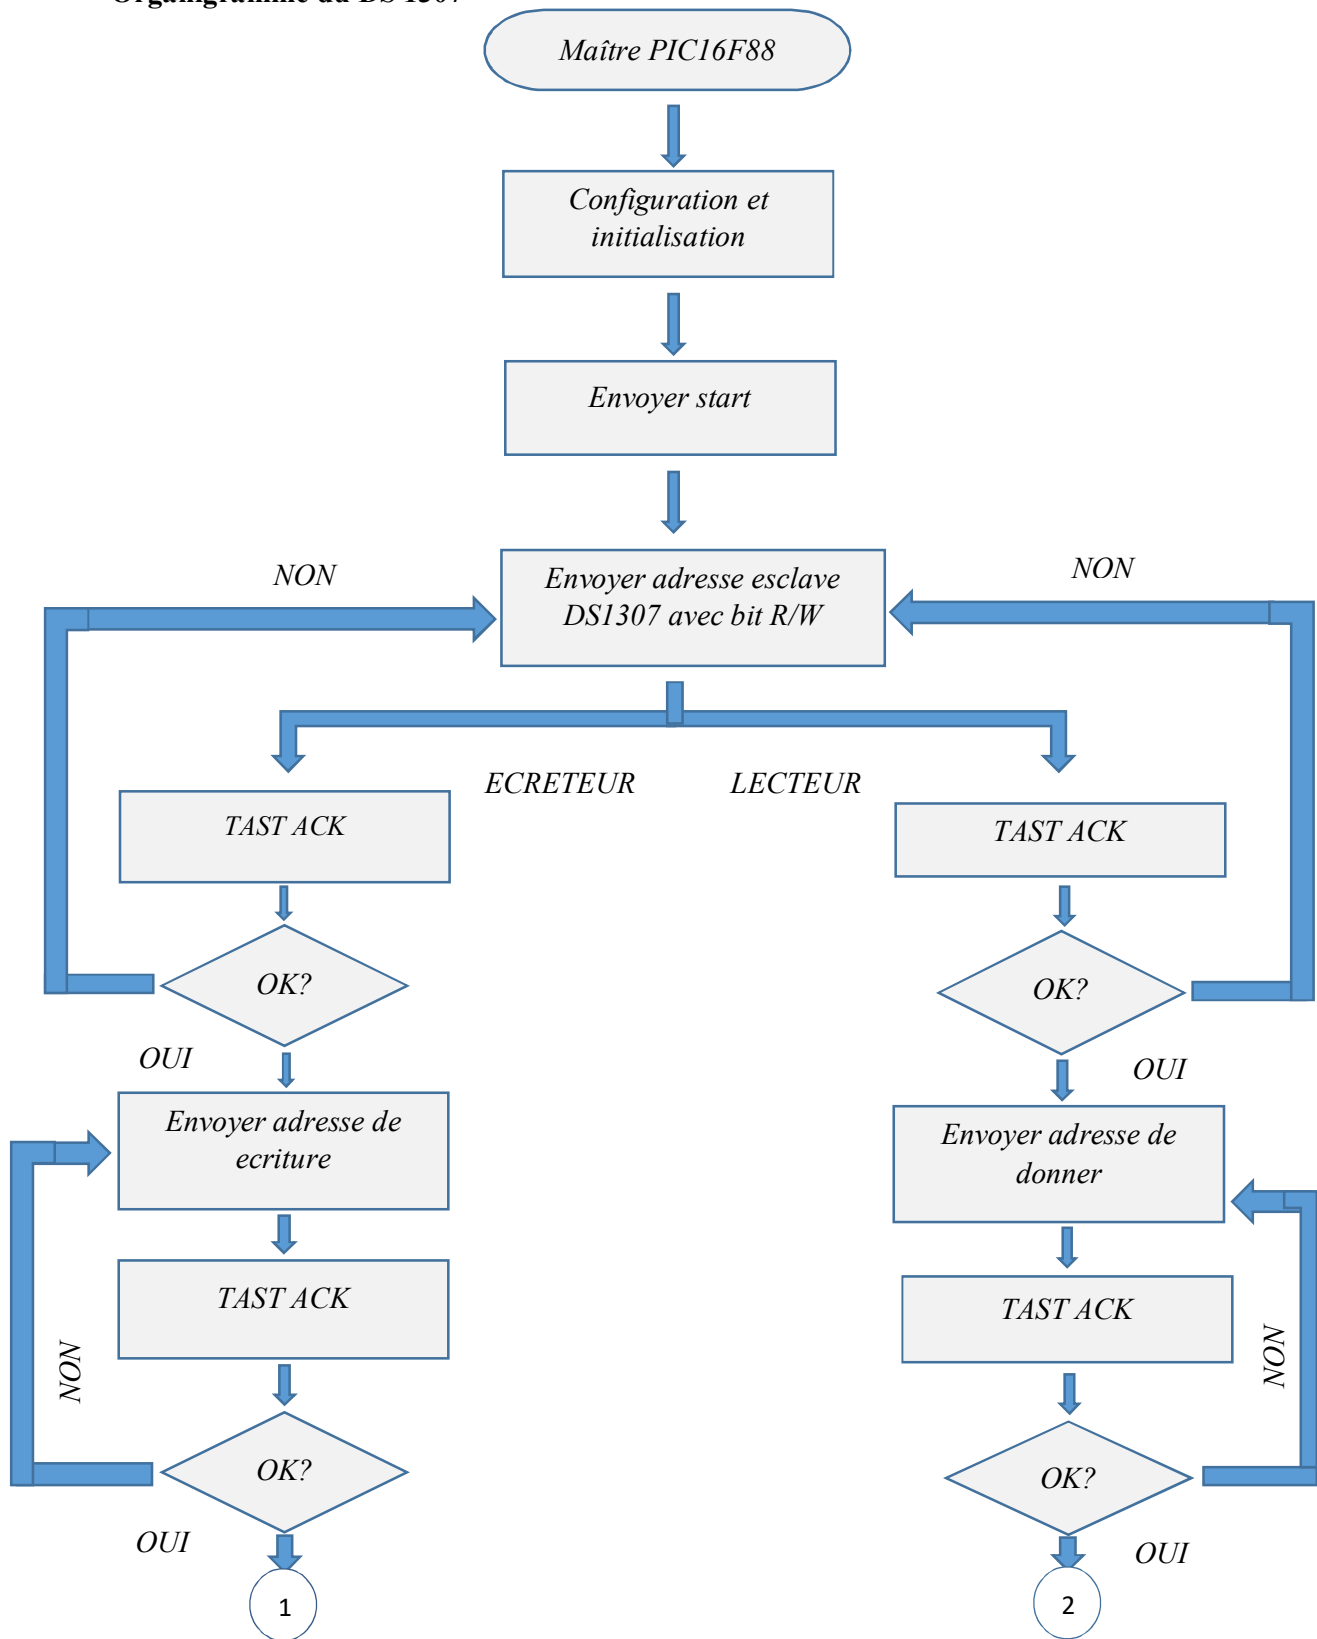 Maître PIC16F88
Configuration et
initialisation
Envoyer start
NON
Envoyer adresse esclave
DS1307 avec bit R/W
NON
ECRETEUR
LECTEUR
TAST ACK
TAST ACK
OK?
OK?
OUI
OUI
Envoyer adresse de
ecriture
Envoyer adresse de
donner
TAST ACK
TAST ACK
NON
NON
OK?
OK?
OUI
OUI
1
2